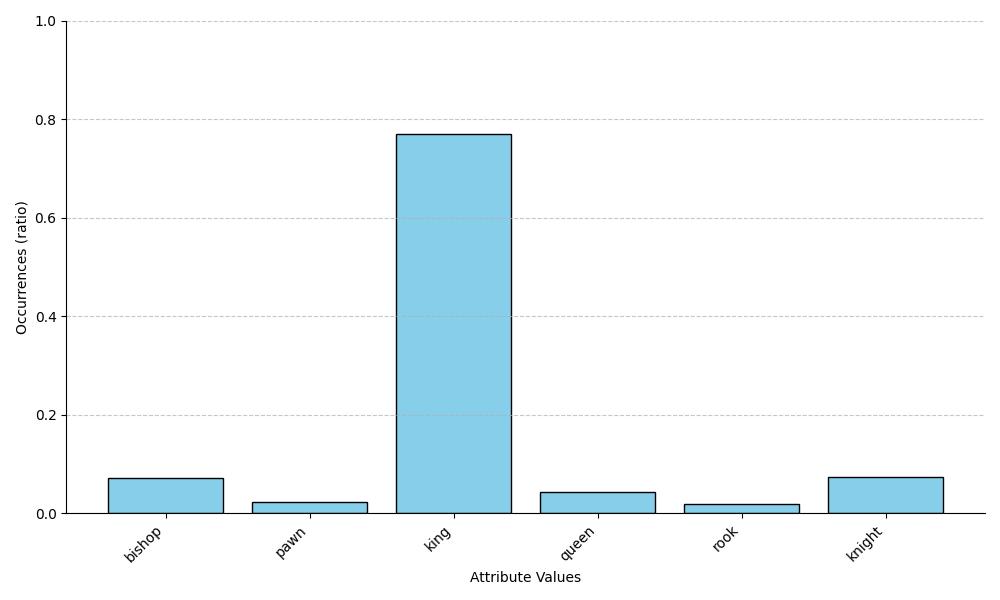 1.0
0.8
0.6
0.4
0.2
0.0
Occurrences (ratio)
bishop
pawn
king
queen
rook
knight
Attribute Values